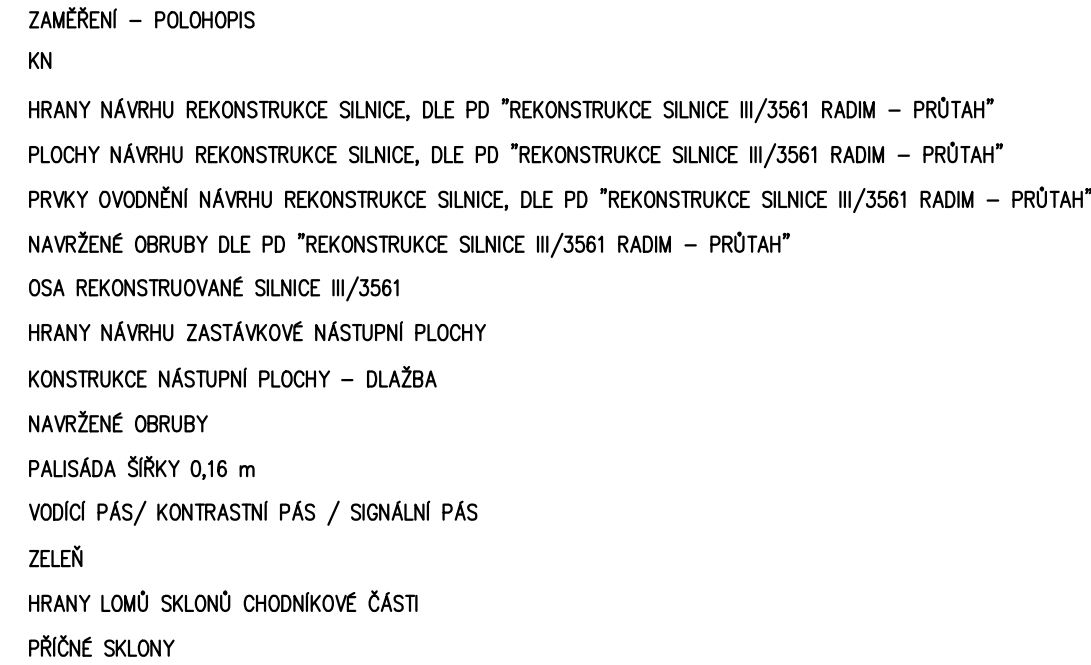 ZAMĚŘENÍ – POLOHOPIS
KN
HRANY NÁVRHU REKONSTRUKCE SILNICE, DLE PD "REKONSTRUKCE SILNICE III/3561 RADIM – PRŮTAH"
PLOCHY NÁVRHU REKONSTRUKCE SILNICE, DLE PD "REKONSTRUKCE SILNICE III/3561 RADIM – PRŮTAH"
PRVKY OVODNĚNÍ NÁVRHU REKONSTRUKCE SILNICE, DLE PD "REKONSTRUKCE SILNICE III/3561 RADIM – PRŮTAH"
NAVRŽENÉ OBRUBY DLE PD "REKONSTRUKCE SILNICE III/3561 RADIM – PRŮTAH"
OSA REKONSTRUOVANÉ SILNICE III/3561
HRANY NÁVRHU ZASTÁVKOVÉ NÁSTUPNÍ PLOCHY
KONSTRUKCE NÁSTUPNÍ PLOCHY – DLAŽBA
NAVRŽENÉ OBRUBY
PALISÁDA ŠÍŘKY 0,16 m
VODÍCÍ PÁS/ KONTRASTNÍ PÁS / SIGNÁLNÍ PÁS
ZELEŇ
HRANY LOMŮ SKLONŮ CHODNÍKOVÉ ČÁSTI
PŘÍČNÉ SKLONY